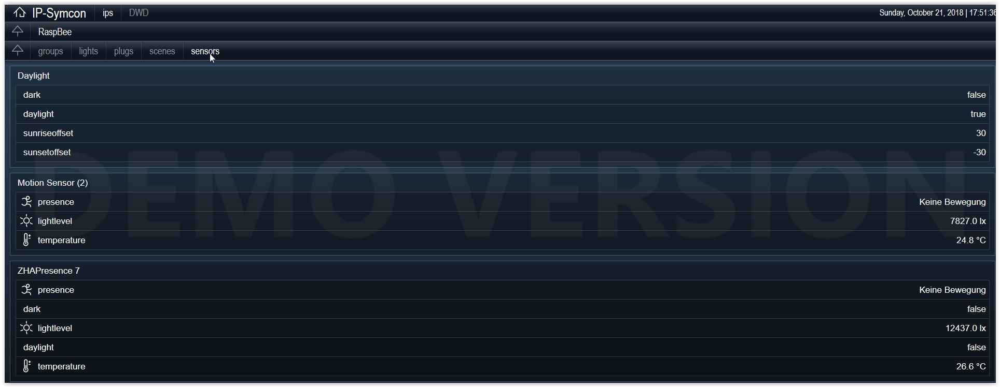 IP-Symcon ips DWD Sunday, October 21, 2018 | 17:51:36
RaspBee
groups lights plugs scenes sensors
Daylight
dark false
daylight true
sunriseoffset 30
sunsetoffset -30
DEMO VERSION
Motion Sensor (2)
presence Keine Bewegung
lightlevel 7827.0 lx
temperature 24.8 °C
ZHAPresence 7
presence Keine Bewegung
dark false
lightlevel 12437.0 lx
daylight false
temperature 26.6 °C